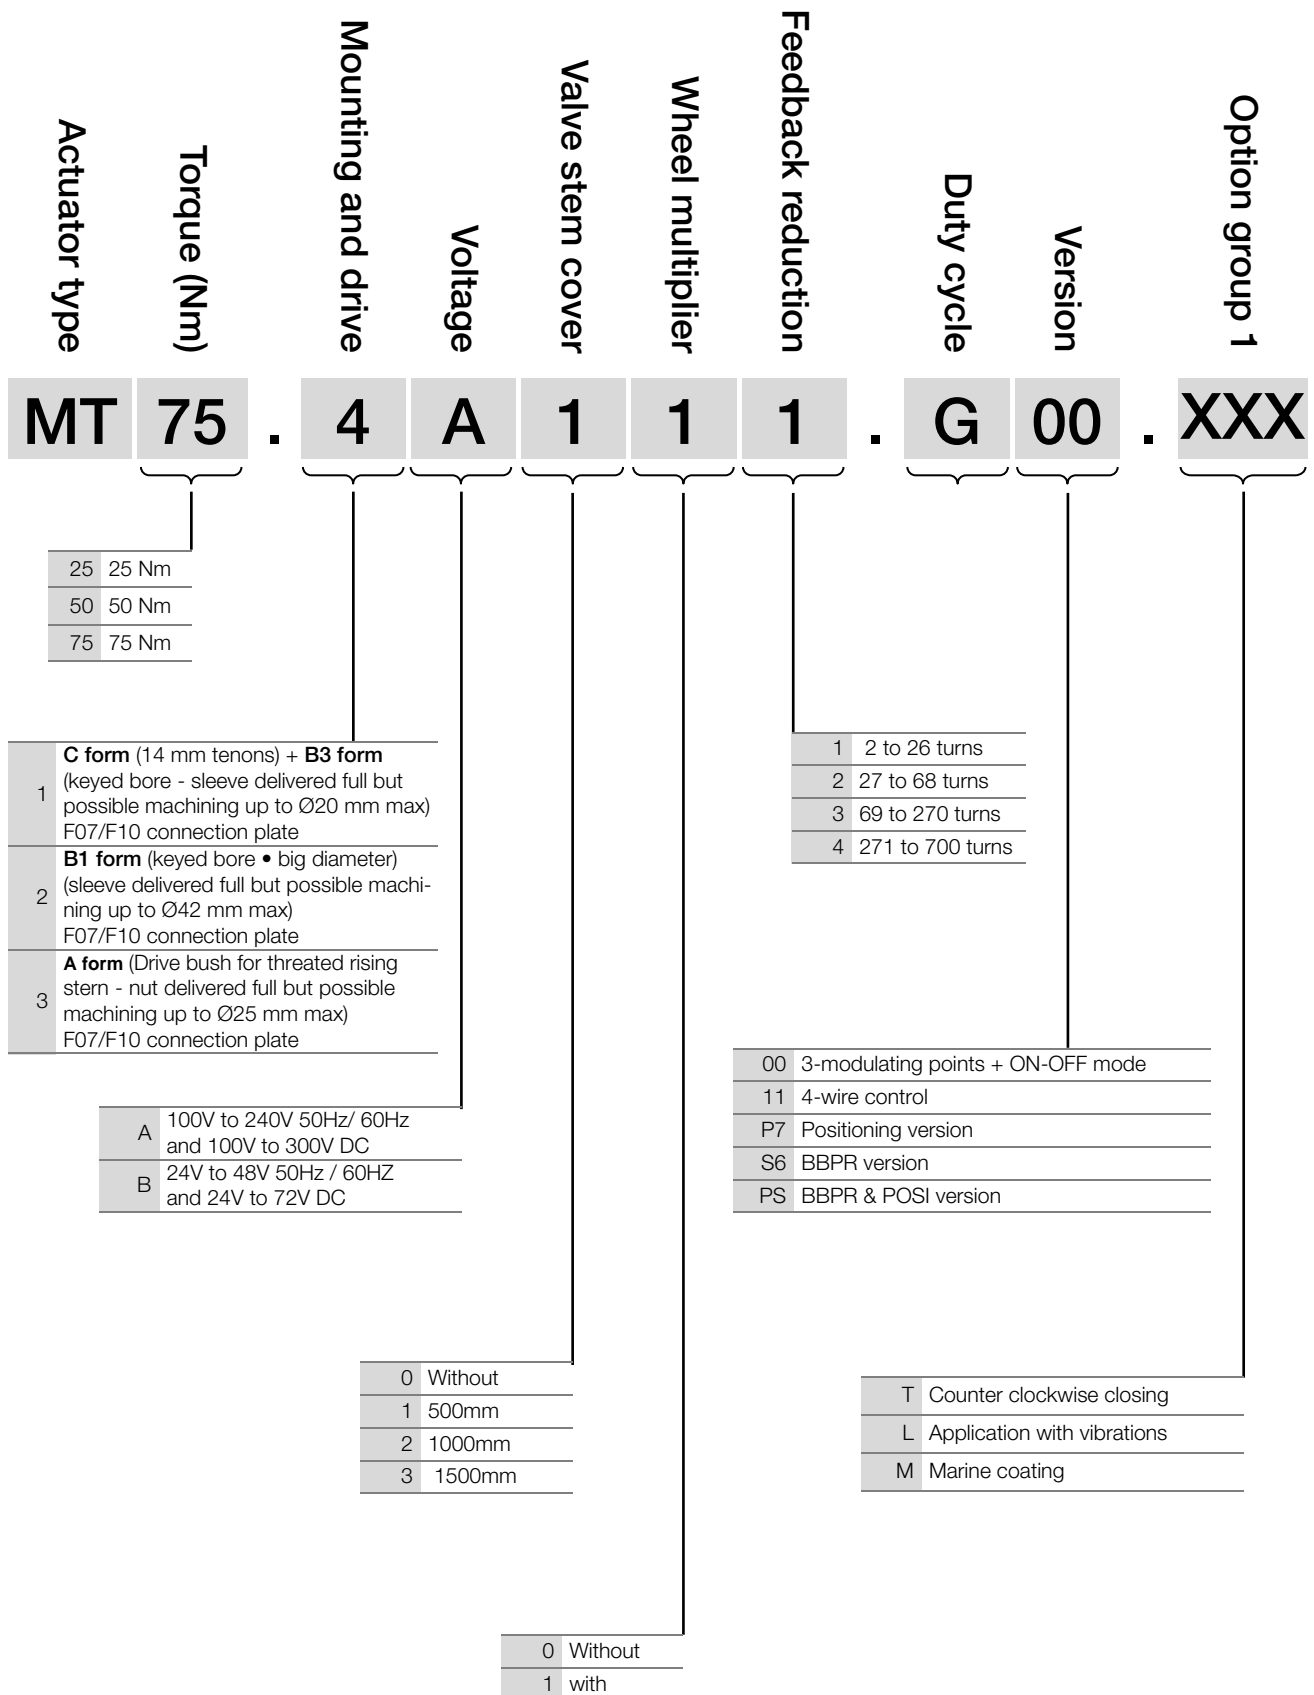 Actuator type
Torque (Nm)
Mounting and drive
Voltage
Valve stem cover
Wheel multiplier
Feedback reduction
Duty cycle
Version
Option group 1
MT 75 . 4 A 1 1 1 . G 00 . XXX
25 25 Nm
50 50 Nm
75 75 Nm
1
C form (14 mm tenons) + B3 form
(keyed bore - sleeve delivered full but
possible machining up to Ø20 mm max)
F07/F10 connection plate
2
B1 form (keyed bore • big diameter)
(sleeve delivered full but possible machi-
ning up to Ø42 mm max)
F07/F10 connection plate
3
A form (Drive bush for threated rising
stern - nut delivered full but possible
machining up to Ø25 mm max)
F07/F10 connection plate
1 2 to 26 turns
2 27 to 68 turns
3 69 to 270 turns
4 271 to 700 turns
A
100V to 240V 50Hz/ 60Hz
and 100V to 300V DC
B
24V to 48V 50Hz / 60HZ
and 24V to 72V DC
00 3-modulating points + ON-OFF mode
11 4-wire control
P7 Positioning version
S6 BBPR version
PS BBPR & POSI version
0 Without
1 500mm
2 1000mm
3 1500mm
T Counter clockwise closing
L Application with vibrations
M Marine coating
0 Without
1 with